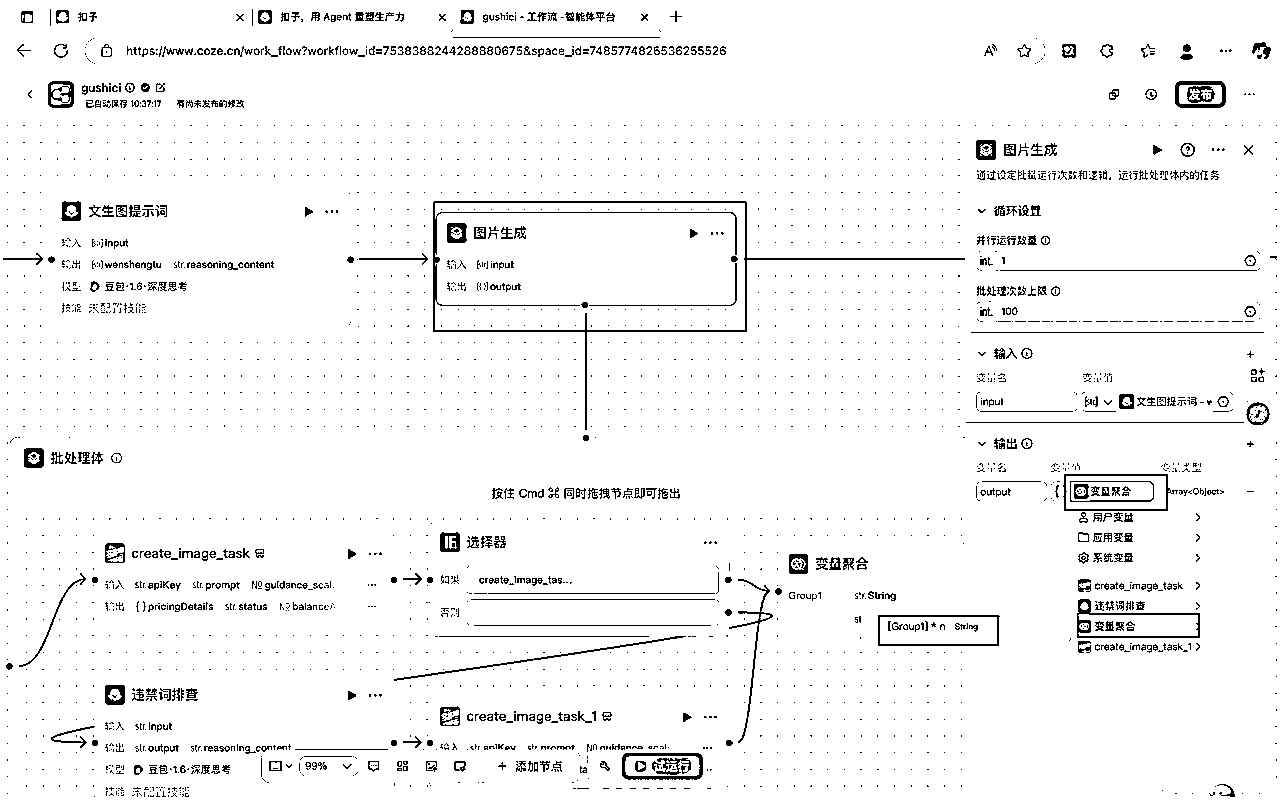 扣子
扣子，用 Agent 重塑生产力
gushici - 工作流 -智能体平台
https://www.coze.cn/work_flow?workflow_id=7538388244288880675&space_id=7485774826536255526
gushici
已自动保存 10:37:17 有尚未发布的修改
发布
文生图提示词
输入 input
输出 wenshengtu str.reasoning_content
模型 豆包·1.6·深度思考
技能 未配置技能
图片生成
输入 input
输出 output
批处理体
按住 Cmd ⌘ 同时拖拽节点即可拖出
create_image_task
输入 str.apiKey str.prompt №guidance_scal.
输出 {}pricingDetails str.status №balanceA
选择器
如果 create_image_tas...
否则
变量聚合
Group1 str.String
[Group1] * n String
违禁词排查
输入 str.input
输出 str.output str.reasoning_content
模型 豆包·1.6·深度思考
技能 未配置技能
create_image_task_1
输入 str.apiKey str.prompt №guidance_scal
99%
添加节点
试运行
图片生成
通过设定批量运行次数和逻辑，运行批处理体内的任务
循环设置
并行运行数量
int. 1
批处理次数上限
int. 100
输入
变量名 变量值
input 文生图提示词 -
输出
变量名 变量值 变量类型
output 变量聚合 Array<Object>
用户变量
应用变量
系统变量
create_image_task
违禁词排查
变量聚合
create_image_task_1